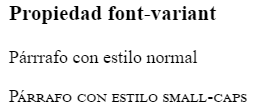 Propiedad font-variant
Párrrafo con estilo normal
Párrafo con estilo small-caps